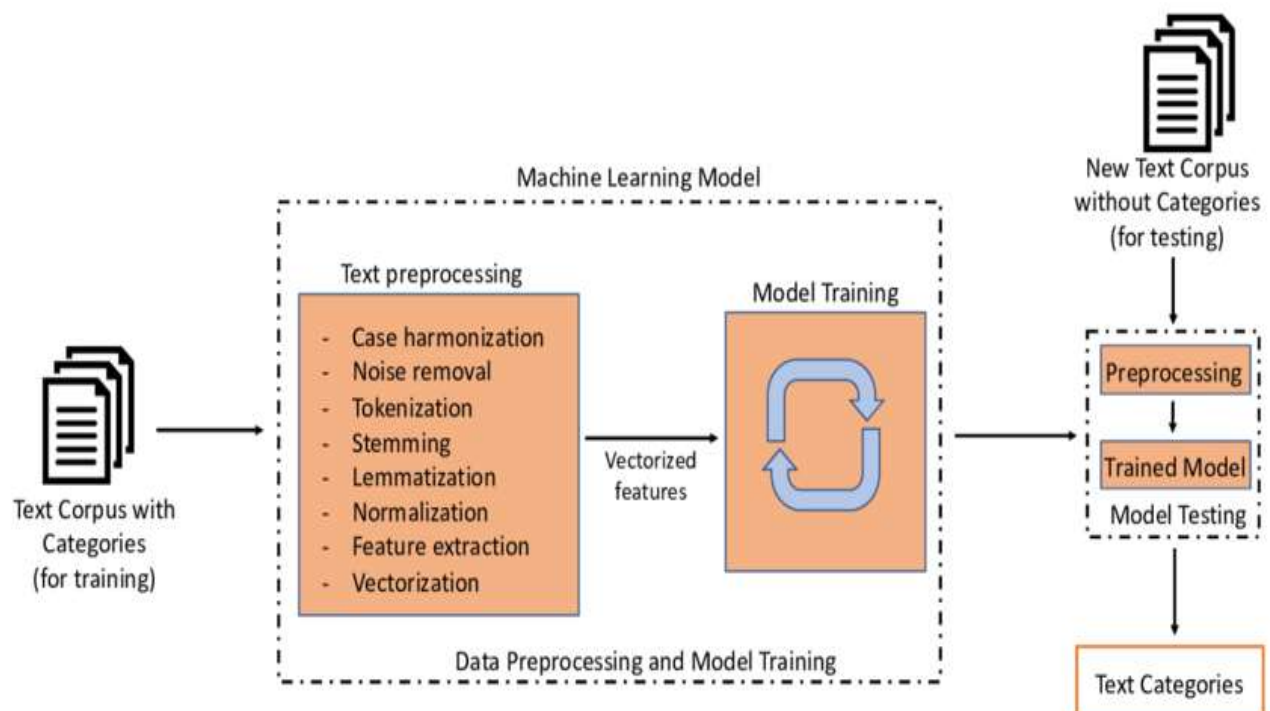 Machine Learning Model
New Text Corpus
without Categories
(for testing)
Text preprocessing
- Case harmonization
- Noise removal
- Tokenization
- Stemming
- Lemmatization
- Normalization
- Feature extraction
- Vectorization
Model Training
Vectorized
features
Text Corpus with
Categories
(for training)
Data Preprocessing and Model Training
Preprocessing
Trained Model
Model Testing
Text Categories